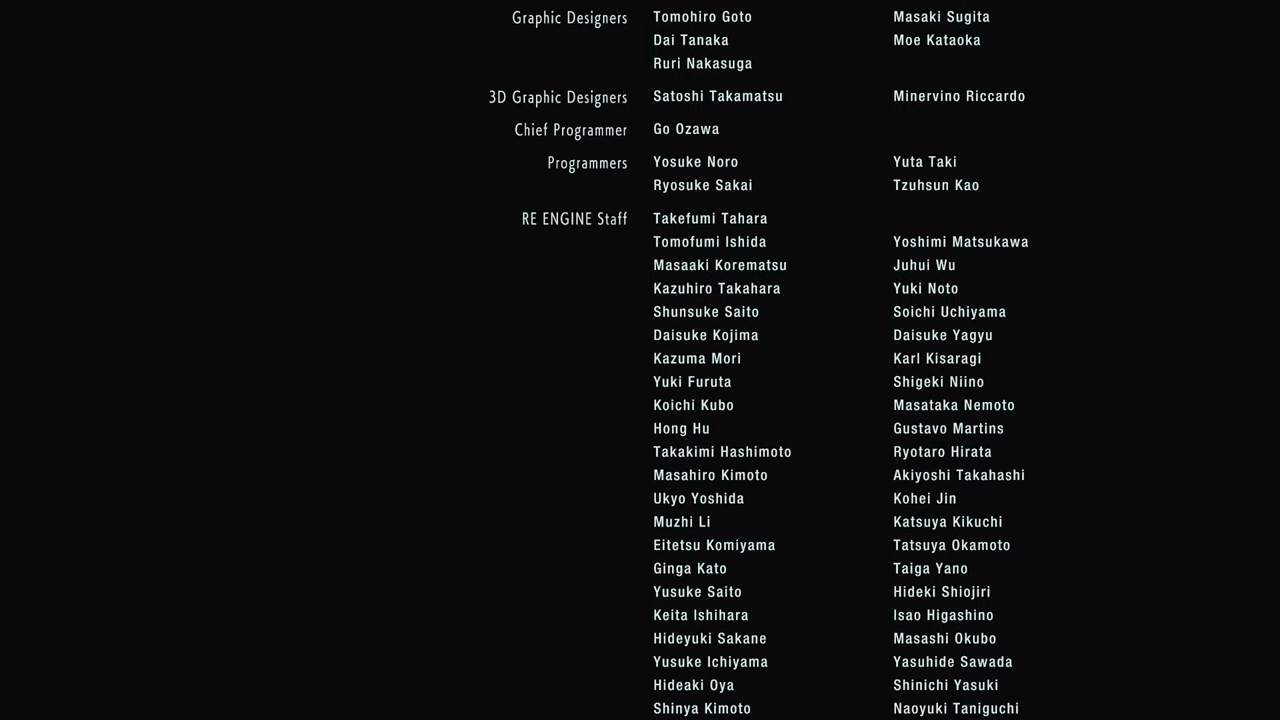 Graphic Designers Tomohiro Goto Masaki Sugita
Dai Tanaka Moe Kataoka
Ruri Nakasuga
3D Graphic Designers Satoshi Takamatsu Minervino Riccardo
Chief Programmer Go Ozawa
Programmers Yosuke Noro Yuta Taki
Ryosuke Sakai Tzuhsun Kao
RE ENGINE Staff Takefumi Tahara
Tomofumi Ishida Yoshimi Matsukawa
Masaaki Korematsu Juhui Wu
Kazuhiro Takahara Yuki Noto
Shunsuke Saito Soichi Uchiyama
Daisuke Kojima Daisuke Yagyu
Kazuma Mori Karl Kisaragi
Yuki Furuta Shigeki Niino
Koichi Kubo Masataka Nemoto
Hong Hu Gustavo Martins
Takakimi Hashimoto Ryotaro Hirata
Masahiro Kimoto Akiyoshi Takahashi
Ukyo Yoshida Kohei Jin
Muzhi Li Katsuya Kikuchi
Eitetsu Komiyama Tatsuya Okamoto
Ginga Kato Taiga Yano
Yusuke Saito Hideki Shiojiri
Keita Ishihara Isao Higashino
Hideyuki Sakane Masashi Okubo
Yusuke Ichiyama Yasuhide Sawada
Hideaki Oya Shinichi Yasuki
Shinya Kimoto Naoyuki Taniguchi